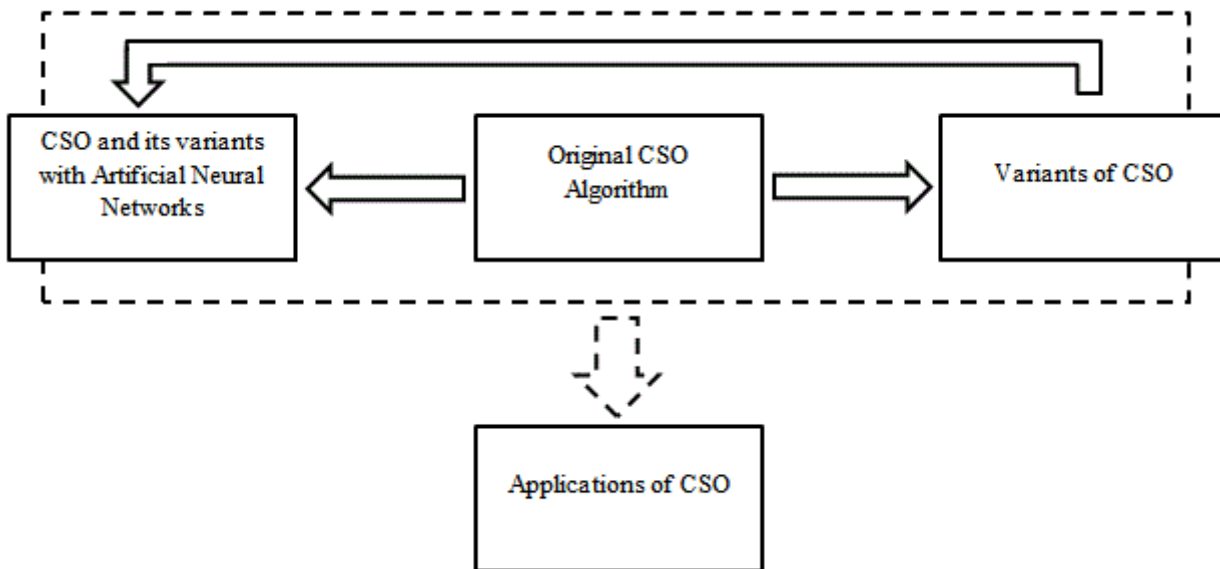 CSO and its variants
with Artificial Neural
Networks
Original CSO
Algorithm
Variants of CSO
Applications of CSO